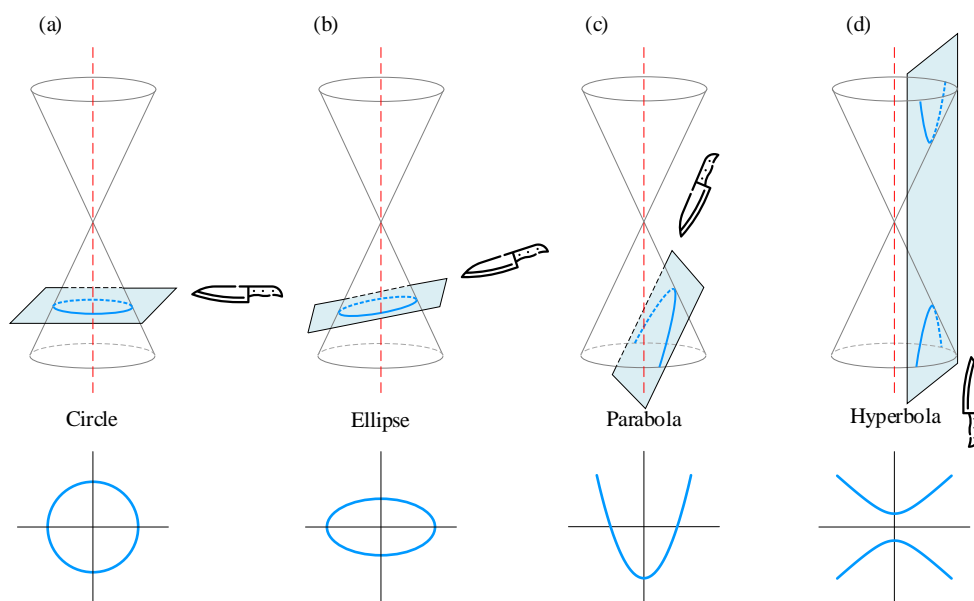 (a)
(b)
(c)
(d)
Circle
Ellipse
Parabola
Hyperbola